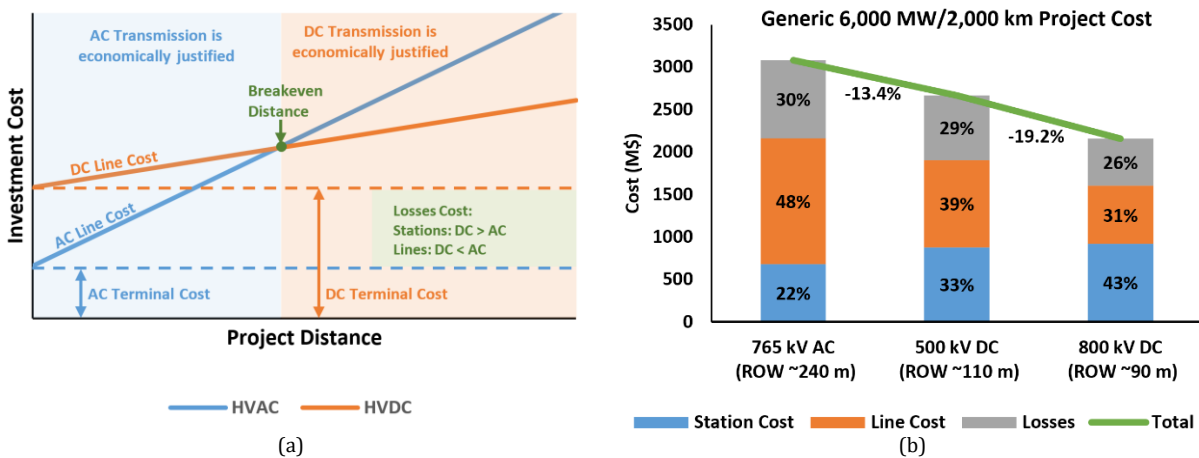 AC Transmission is
economically justified
DC Transmission is
economically justified
Breakeven
Distance
DC Line Cost
AC Line Cost
Losses Cost:
Stations: DC > AC
Lines: DC < AC
AC Terminal Cost
DC Terminal Cost
Investment Cost
Project Distance
HVAC
HVDC
(a)
Generic 6,000 MW/2,000 km Project Cost
Cost (M$)
3500
3000
2500
2000
1500
1000
500
0
-13.4%
-19.2%
30%
48%
22%
29%
39%
33%
26%
31%
43%
765 kV AC
(ROW ~240 m)
500 kV DC
(ROW ~110 m)
800 kV DC
(ROW ~90 m)
Station Cost
Line Cost
Losses
Total
(b)